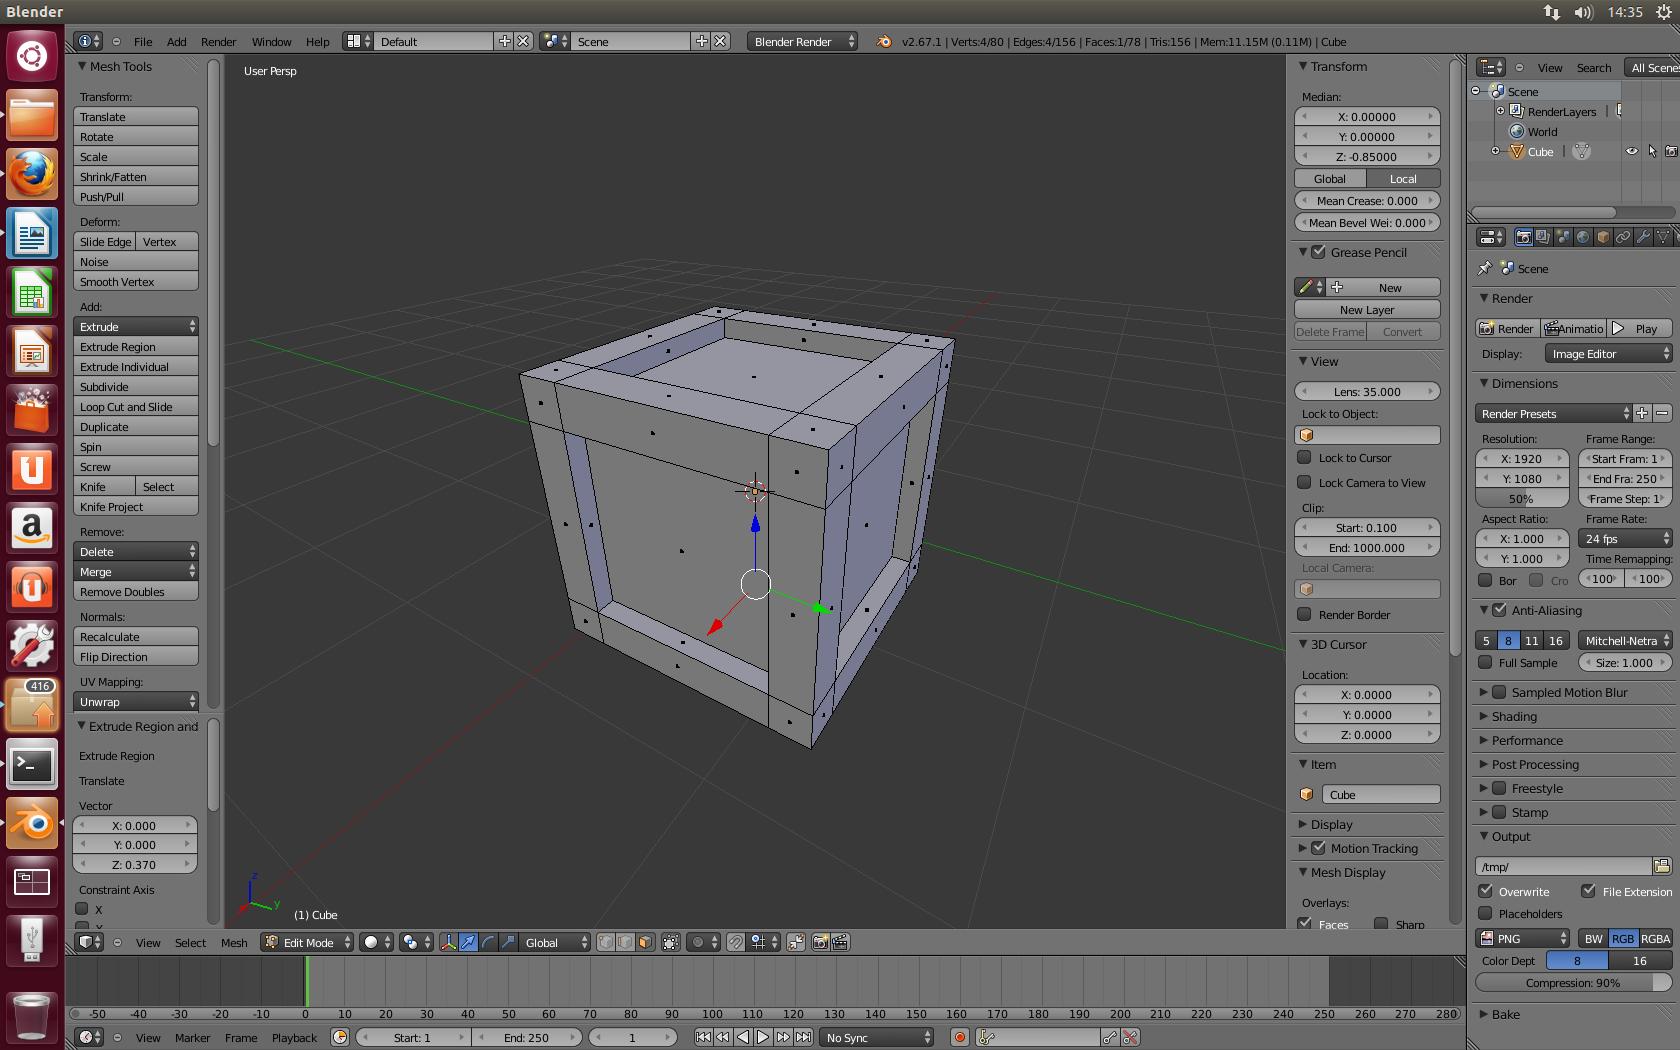 Blender
14:35
File Add Render Window Help
Default
Scene
Blender Render
v2.67.1 | Verts:4/80 | Edges:4/156 | Faces:1/78 | Tris:156 | Mem:11.15M (0.11M) | Cube
Mesh Tools
Transform:
Translate
Rotate
Scale
Shrink/Fatten
Push/Pull
Deform:
Slide Edge Vertex
Noise
Smooth Vertex
Add:
Extrude
Extrude Region
Extrude Individual
Subdivide
Loop Cut and Slide
Duplicate
Spin
Screw
Knife Select
Knife Project
Remove:
Delete
Merge
Remove Doubles
Normals:
Recalculate
Flip Direction
UV Mapping:
Unwrap
416
Extrude Region and
Extrude Region
Translate
Vector
X: 0.000
Y: 0.000
Z: 0.370
Constraint Axis
X
User Persp
z
y
(1) Cube
Transform
Median:
X: 0.00000
Y: 0.00000
Z: -0.85000
Global Local
Mean Crease: 0.000
Mean Bevel Wei: 0.000
Grease Pencil
New
New Layer
Delete Frame Convert
View
Lens: 35.000
Lock to Object:
Lock to Cursor
Lock Camera to View
Clip:
Start: 0.100
End: 1000.000
Local Camera:
Render Border
3D Cursor
Location:
X: 0.0000
Y: 0.0000
Z: 0.0000
Item
Cube
Display
Motion Tracking
Mesh Display
Overlays:
Faces Sharp
View Search All Scene
Scene
RenderLayers
World
Cube
Scene
Render
Render Animatio Play
Display: Image Editor
Dimensions
Render Presets
Resolution: Frame Range:
X: 1920 Start Fram: 1
Y: 1080 End Fra: 250
50% Frame Step: 1
Aspect Ratio: Frame Rate:
X: 1.000 24 fps
Y: 1.000 Time Remapping:
Bor Cro 100 100
Anti-Aliasing
5 8 11 16 Mitchell-Netra
Full Sample Size: 1.000
Sampled Motion Blur
Shading
Performance
Post Processing
Freestyle
Stamp
Output
/tmp/
Overwrite File Extension
Placeholders
PNG BW RGB RGBA
Color Dept 8 16
Compression: 90%
Bake
View Select Mesh Edit Mode Global
-50 -40 -30 -20 -10 0 10 20 30 40 50 60 70 80 90 100 110 120 130 140 150 160 170 180 190 200 210 220 230 240 250 260 270 280
View Marker Frame Playback Start: 1 End: 250 1 No Sync